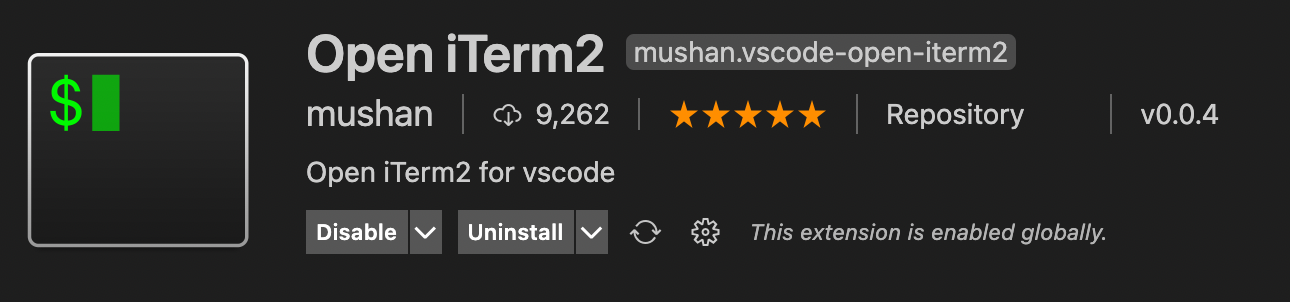 $
Open iTerm2 mushan.vscode-open-iterm2
mushan 9,262 Repository v0.0.4
Open iTerm2 for vscode
Disable Uninstall This extension is enabled globally.